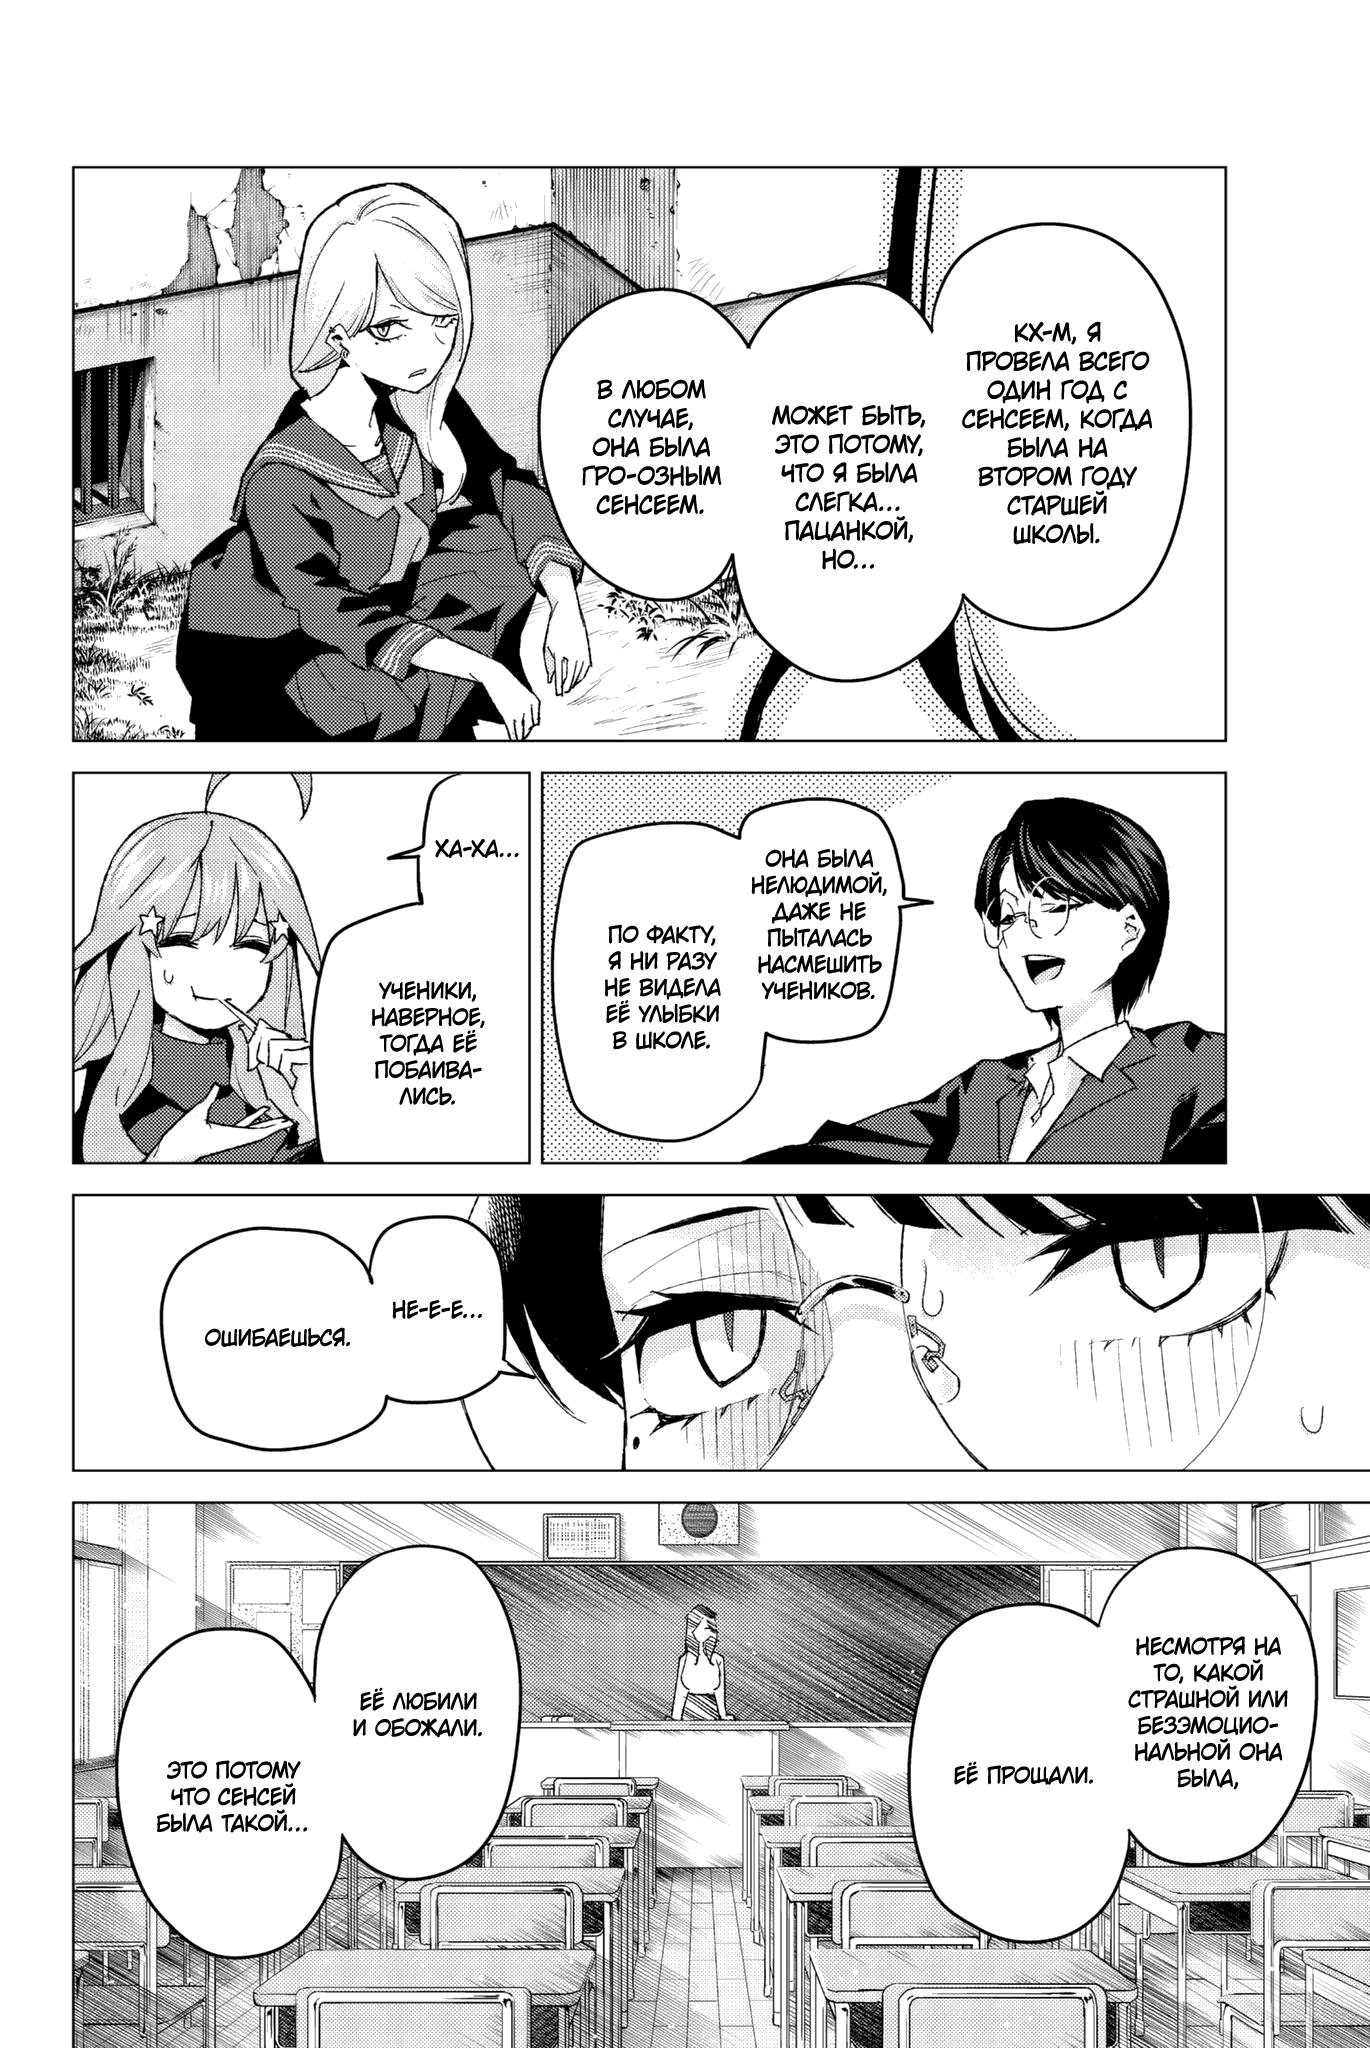 КХ-М, Я
ПРОВЕЛА ВСЕГО
ОДИН ГОД С
СЕНСЕЕМ, КОГДА
БЫЛА НА
ВТОРОМ ГОДУ
СТАРШЕЙ
ШКОЛЫ.
МОЖЕТ БЫТЬ,
ЭТО ПОТОМУ,
ЧТО Я БЫЛА
СЛЕГКА...
ПАЦАНКОЙ,
НО...
В ЛЮБОМ
СЛУЧАЕ,
ОНА БЫЛА
ГРО-ОЗНЫМ
СЕНСЕЕМ.
ОНА БЫЛА
НЕЛЮДИМОЙ,
ДАЖЕ НЕ
ПЫТАЛАСЬ
НАСМЕШИТЬ
УЧЕНИКОВ.
ПО ФАКТУ,
Я НИ РАЗУ
НЕ ВИДЕЛА
ЕЁ УЛЫБКИ
В ШКОЛЕ.
ХА-ХА...
УЧЕНИКИ,
НАВЕРНОЕ,
ТОГДА ЕЁ
ПОБАИВА-
ЛИСЬ.
НЕ-Е-Е...
ОШИБАЕШЬСЯ.
НЕСМОТРЯ НА
ТО, КАКОЙ
СТРАШНОЙ ИЛИ
БЕЗЭМОЦИО-
НАЛЬНОЙ ОНА
БЫЛА,
ЕЁ ПРОЩАЛИ.
ЕЁ ЛЮБИЛИ
И ОБОЖАЛИ.
ЭТО ПОТОМУ
ЧТО СЕНСЕЙ
БЫЛА ТАКОЙ...